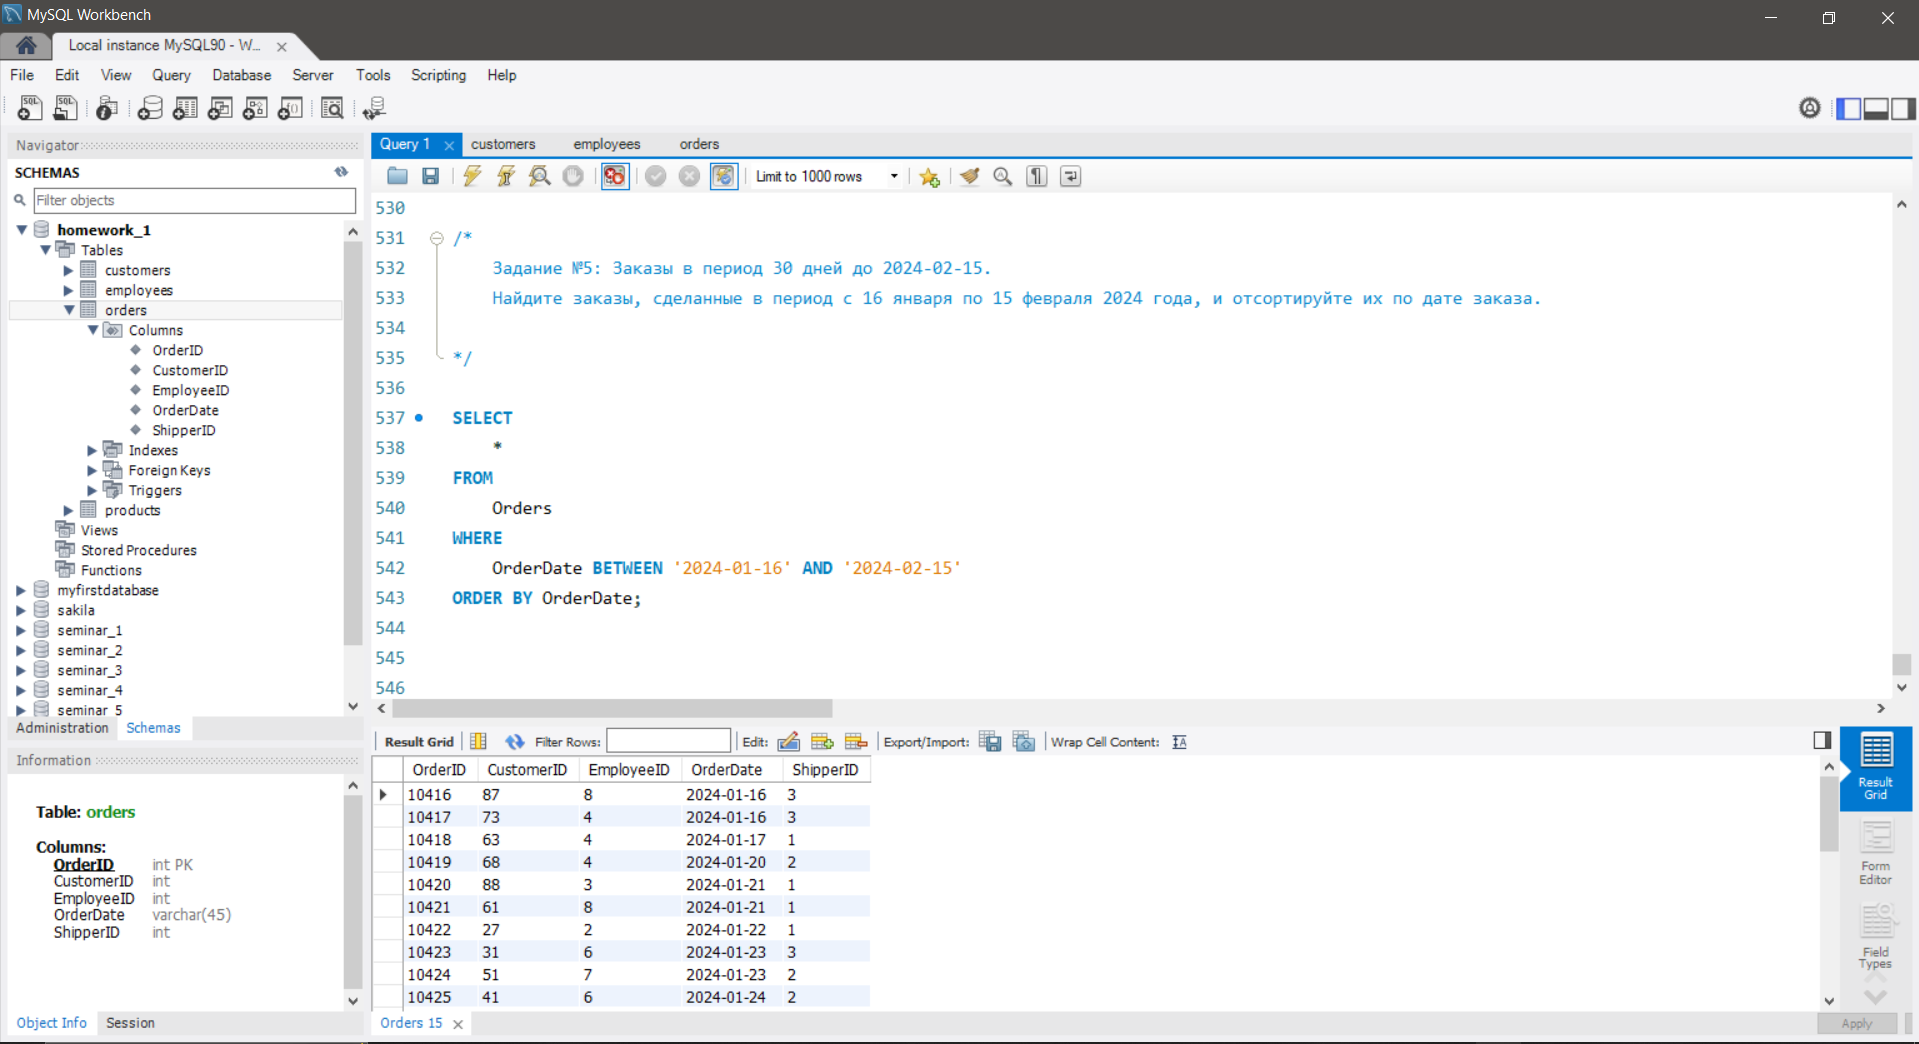 MySQL Workbench
Local instance MySQL90 - W...
File Edit View Query Database Server Tools Scripting Help
Navigator
SCHEMAS
Filter objects
homework_1
Tables
customers
employees
orders
Columns
OrderID
CustomerID
EmployeeID
OrderDate
ShipperID
Indexes
Foreign Keys
Triggers
products
Views
Stored Procedures
Functions
myfirstdatabase
sakila
seminar_1
seminar_2
seminar_3
seminar_4
seminar_5
Administration Schemas
Information
Table: orders
Columns:
OrderID int PK
CustomerID int
EmployeeID int
OrderDate varchar(45)
ShipperID int
Object Info Session
Query 1 customers employees orders
Limit to 1000 rows
530
531 /*
532 Задание №5: Заказы в период 30 дней до 2024-02-15.
533 Найдите заказы, сделанные в период с 16 января по 15 февраля 2024 года, и отсортируйте их по дате заказа.
534
535 */
536
537 SELECT
538 *
539 FROM
540 Orders
541 WHERE
542 OrderDate BETWEEN '2024-01-16' AND '2024-02-15'
543 ORDER BY OrderDate;
544
545
546
Result Grid Filter Rows: Edit: Export/Import: Wrap Cell Content:
OrderID CustomerID EmployeeID OrderDate ShipperID
10416 87 8 2024-01-16 3
10417 73 4 2024-01-16 3
10418 63 4 2024-01-17 1
10419 68 4 2024-01-20 2
10420 88 3 2024-01-21 1
10421 61 8 2024-01-21 1
10422 27 2 2024-01-22 1
10423 31 6 2024-01-23 3
10424 51 7 2024-01-23 2
10425 41 6 2024-01-24 2
Result
Grid
Form
Editor
Field
Types
Orders 15
Apply